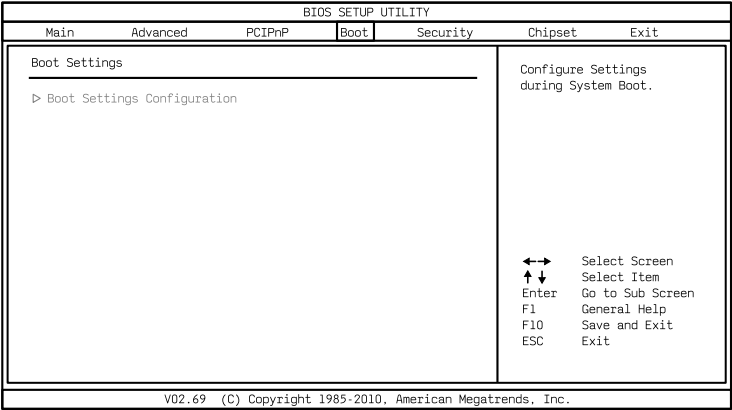 BIOS SETUP UTILITY
Main Advanced PCIPnP Boot Security Chipset Exit
Boot Settings
Boot Settings Configuration
Configure Settings
during System Boot.
Select Screen
Select Item
Enter Go to Sub Screen
F1 General Help
F10 Save and Exit
ESC Exit
V02.69 (C) Copyright 1985-2010, American Megatrends, Inc.